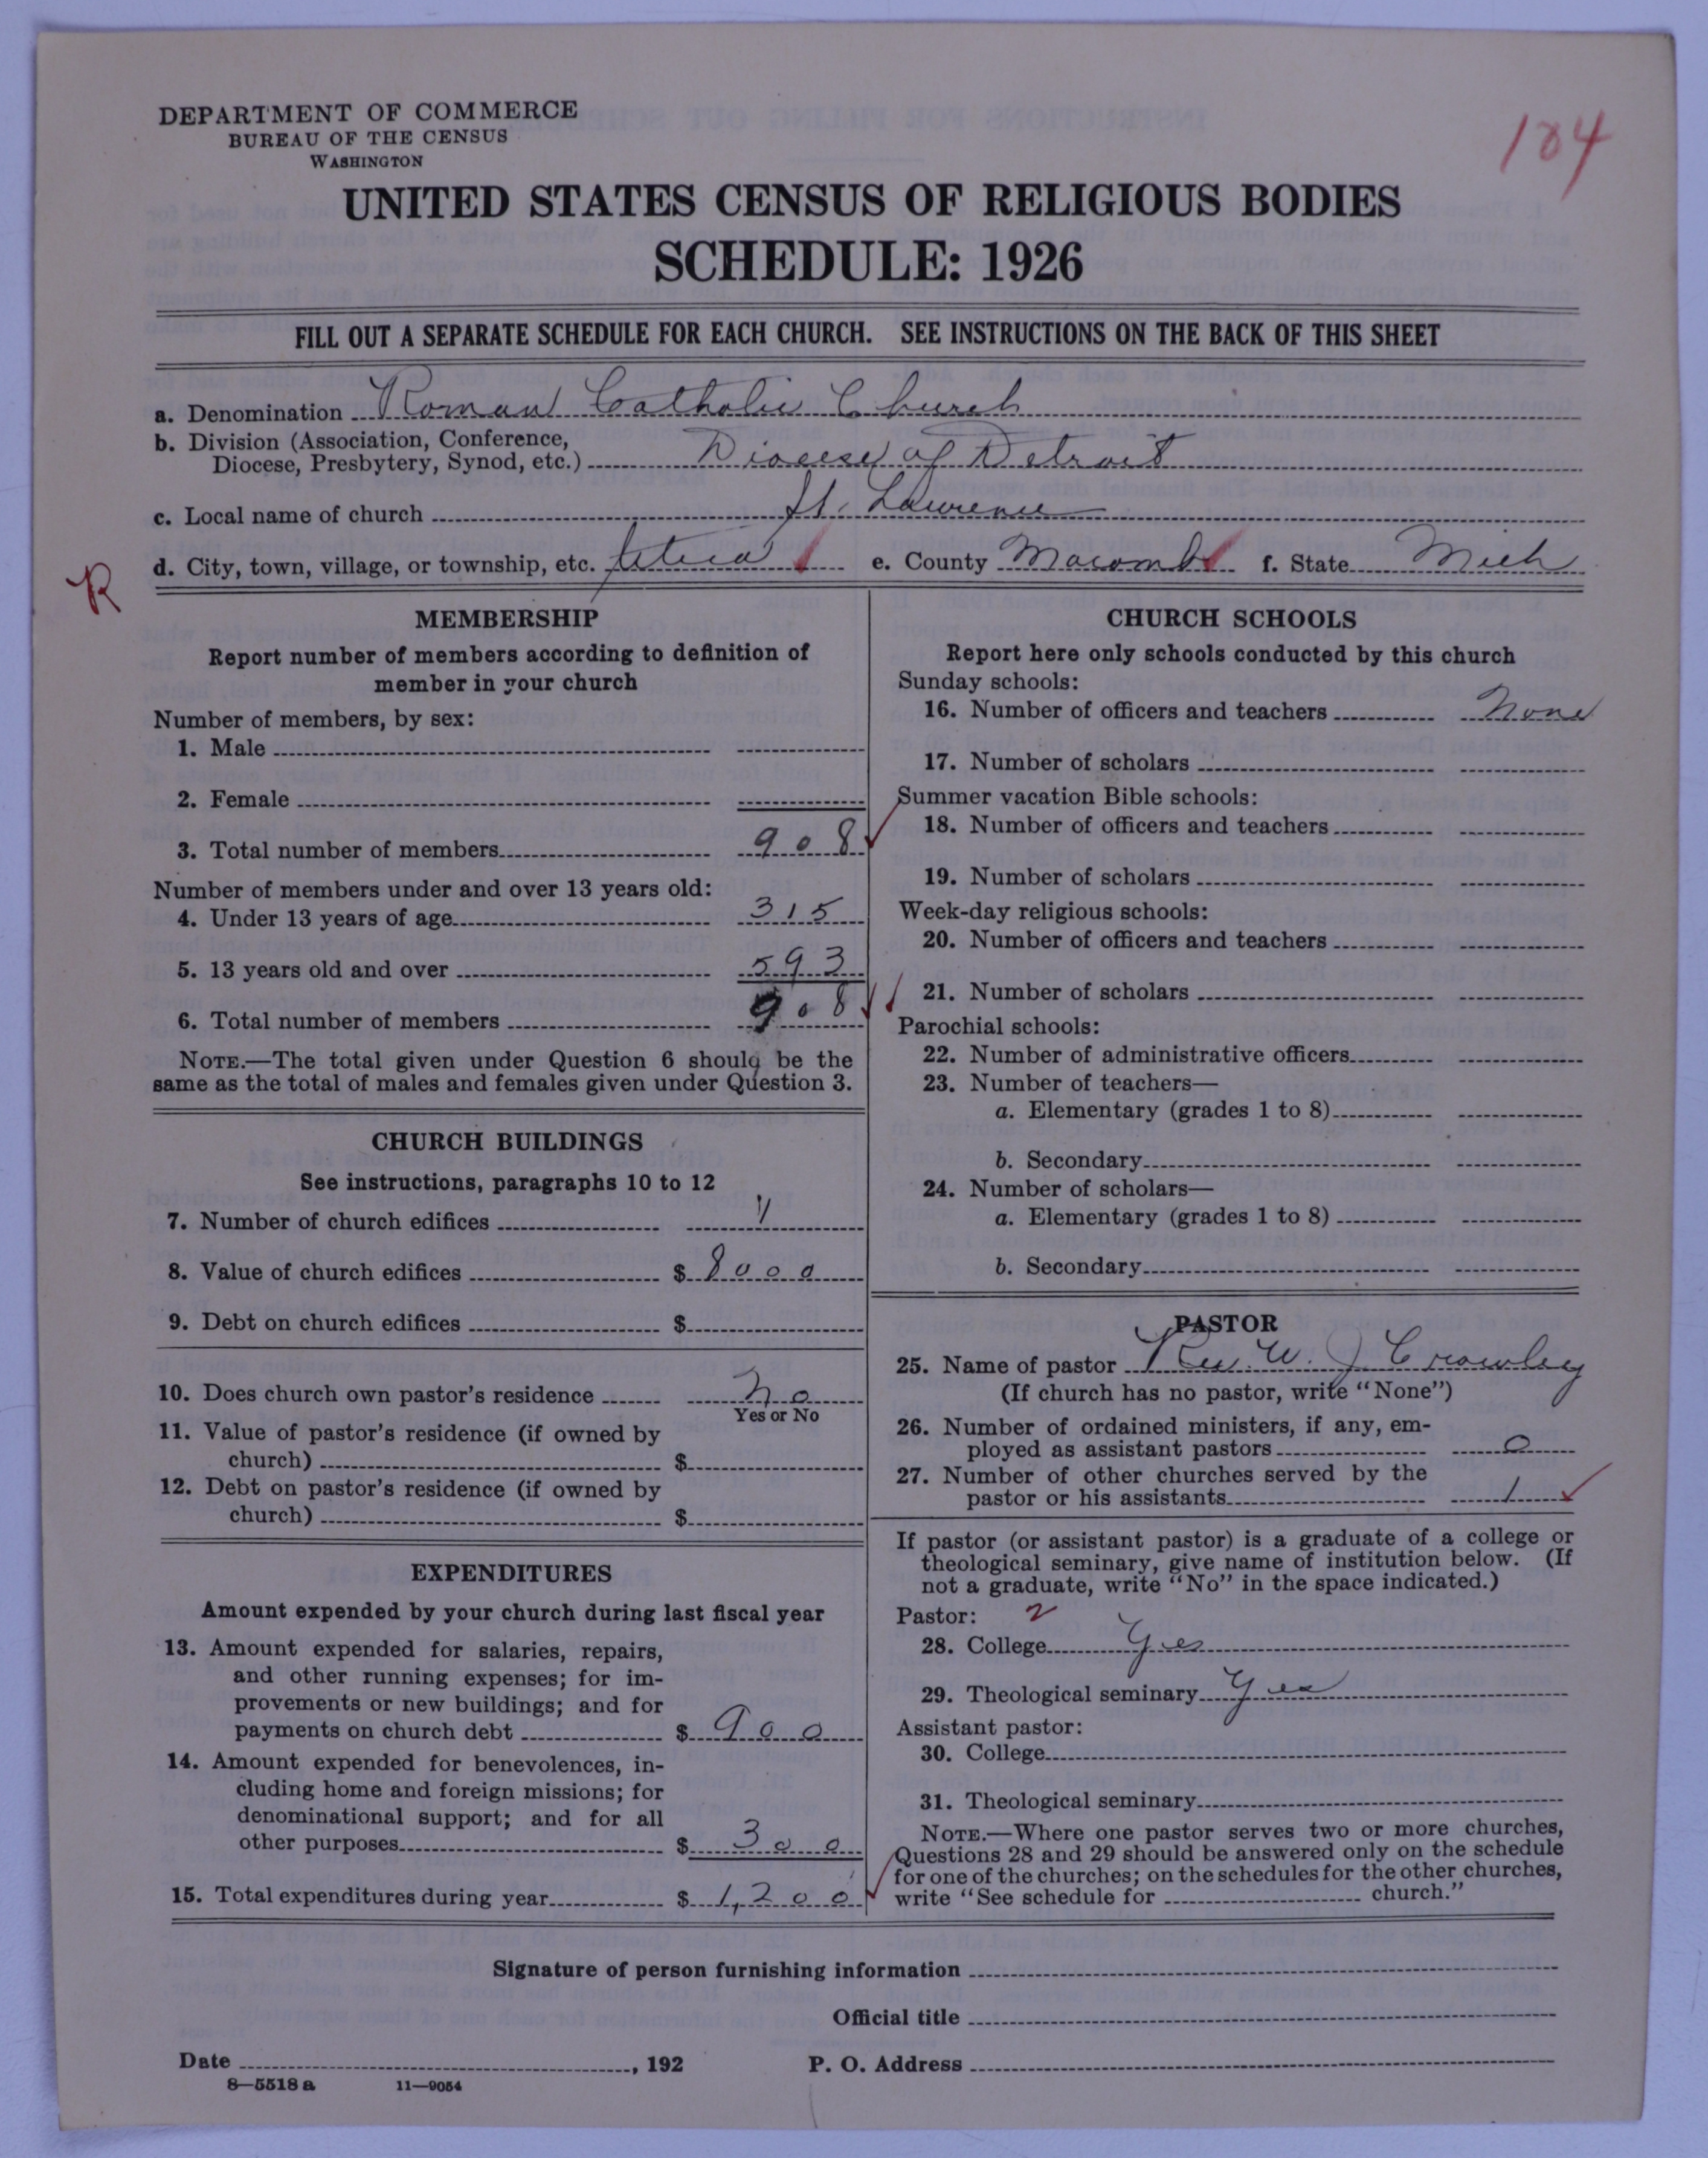 DEPARTMENT OF COMMERCE
BUREAU OF THE CENSUS
WASHINGTON
184
UNITED STATES CENSUS OF RELIGIOUS BODIES
SCHEDULE: 1926
FILL OUT A SEPARATE SCHEDULE FOR EACH CHURCH. SEE INSTRUCTIONS ON THE BACK OF THIS SHEET
a. Denomination Roman Catholic Church
b. Division (Association, Conference,
Diocese, Presbytery, Synod, etc.) Diocese of Detroit
c. Local name of church St. Lawrence
d. City, town, village, or township, etc. Utica e. County Macomb f. State Mich
R
MEMBERSHIP
Report number of members according to definition of
member in your church
Number of members, by sex:
1. Male
2. Female
3. Total number of members 908
Number of members under and over 13 years old:
4. Under 13 years of age 315
5. 13 years old and over 593
6. Total number of members 908
NOTE.—The total given under Question 6 should be the
same as the total of males and females given under Question 3.
CHURCH BUILDINGS
See instructions, paragraphs 10 to 12
7. Number of church edifices 1
8. Value of church edifices $ 8000
9. Debt on church edifices $
10. Does church own pastor's residence No
Yes or No
11. Value of pastor's residence (if owned by
church) $
12. Debt on pastor's residence (if owned by
church) $
EXPENDITURES
Amount expended by your church during last fiscal year
13. Amount expended for salaries, repairs,
and other running expenses; for im-
provements or new buildings; and for
payments on church debt $ 900
14. Amount expended for benevolences, in-
cluding home and foreign missions; for
denominational support; and for all
other purposes $ 300
15. Total expenditures during year $ 1,200
CHURCH SCHOOLS
Report here only schools conducted by this church
Sunday schools:
16. Number of officers and teachers None
17. Number of scholars
Summer vacation Bible schools:
18. Number of officers and teachers
19. Number of scholars
Week-day religious schools:
20. Number of officers and teachers
21. Number of scholars
Parochial schools:
22. Number of administrative officers
23. Number of teachers—
a. Elementary (grades 1 to 8)
b. Secondary
24. Number of scholars—
a. Elementary (grades 1 to 8)
b. Secondary
PASTOR
25. Name of pastor Rev. W. J. Crowley
(If church has no pastor, write "None")
26. Number of ordained ministers, if any, em-
ployed as assistant pastors 0
27. Number of other churches served by the
pastor or his assistants 1
If pastor (or assistant pastor) is a graduate of a college or
theological seminary, give name of institution below. (If
not a graduate, write "No" in the space indicated.)
Pastor: 2
28. College Yes
29. Theological seminary Yes
Assistant pastor:
30. College
31. Theological seminary
NOTE.—Where one pastor serves two or more churches,
Questions 28 and 29 should be answered only on the schedule
for one of the churches; on the schedules for the other churches,
write "See schedule for church."
Signature of person furnishing information
Official title
Date , 192 P. O. Address
8—5518 a 11—9054